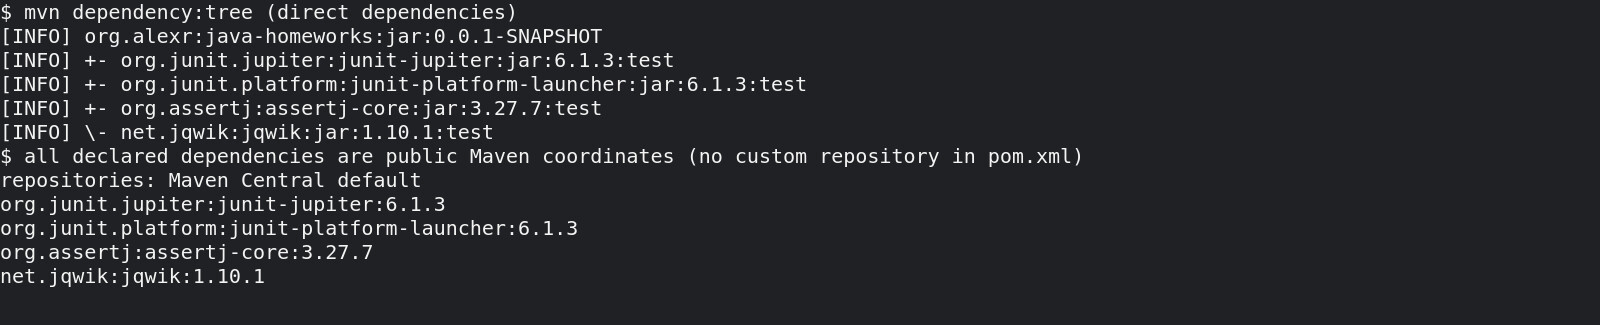 $ mvn dependency:tree (direct dependencies)
[INFO] org.alexr:java-homeworks:jar:0.0.1-SNAPSHOT
[INFO] +- org.junit.jupiter:junit-jupiter:jar:6.1.3:test
[INFO] +- org.junit.platform:junit-platform-launcher:jar:6.1.3:test
[INFO] +- org.assertj:assertj-core:jar:3.27.7:test
[INFO] \- net.jqwik:jqwik:jar:1.10.1:test
$ all declared dependencies are public Maven coordinates (no custom repository in pom.xml)
repositories: Maven Central default
org.junit.jupiter:junit-jupiter:6.1.3
org.junit.platform:junit-platform-launcher:6.1.3
org.assertj:assertj-core:3.27.7
net.jqwik:jqwik:1.10.1